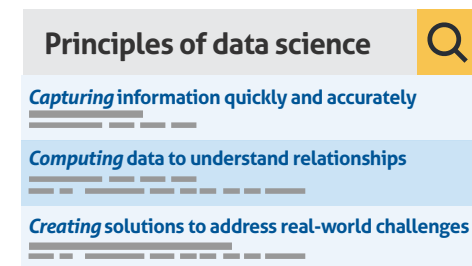 Principles of data science
Capturing information quickly and accurately
Computing data to understand relationships
Creating solutions to address real-world challenges